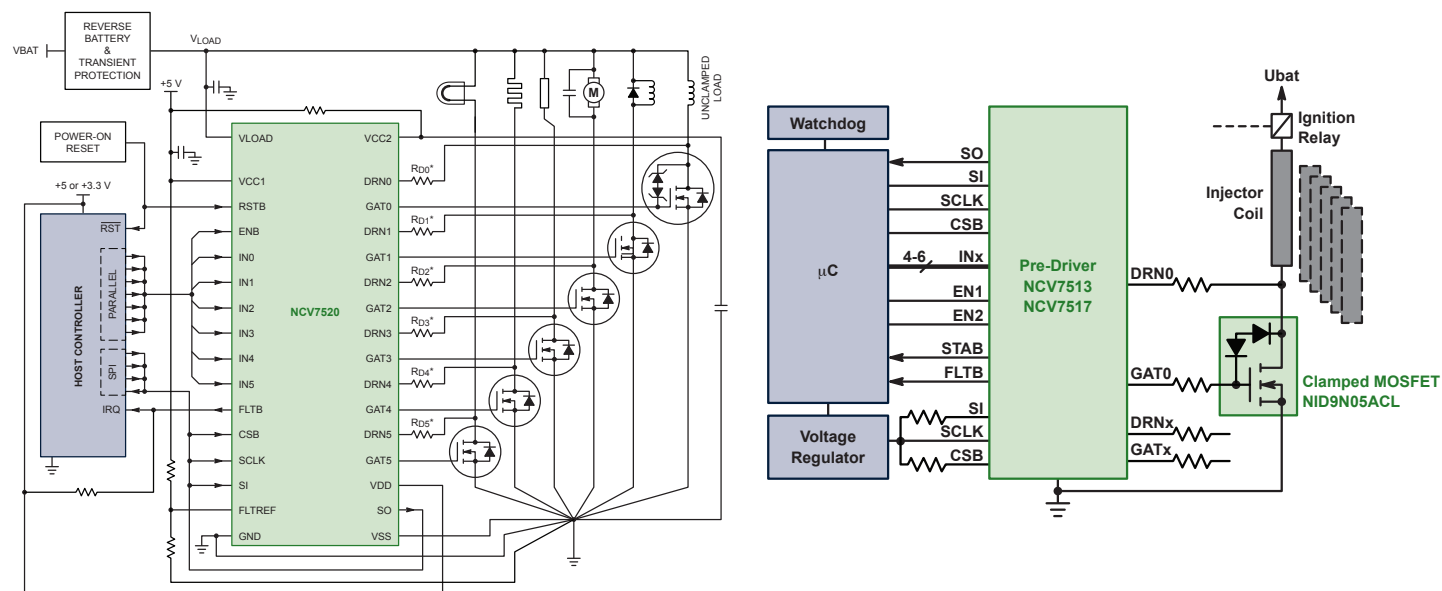 REVERSE
BATTERY
&
TRANSIENT
PROTECTION
VBAT
VLOAD
+5 V
POWER-ON
RESET
+5 or +3.3 V
HOST CONTROLLER
RST
PARALLEL
SPI
IRQ
NCV7520
VLOAD
VCC1
RSTB
ENB
IN0
IN1
IN2
IN3
IN4
IN5
FLTB
CSB
SCLK
SI
FLTREF
GND
VCC2
DRN0
GAT0
DRN1
GAT1
DRN2
GAT2
DRN3
GAT3
DRN4
GAT4
DRN5
GAT5
VDD
SO
VSS
RD0*
RD1*
RD2*
RD3*
RD4*
RD5*
M
UNCLAMPED
LOAD
Watchdog
µC
Voltage
Regulator
SO
SI
SCLK
CSB
4-6 INx
EN1
EN2
STAB
FLTB
SI
SCLK
CSB
Pre-Driver
NCV7513
NCV7517
DRN0
GAT0
DRNx
GATx
Ubat
Ignition
Relay
Injector
Coil
Clamped MOSFET
NID9N05ACL